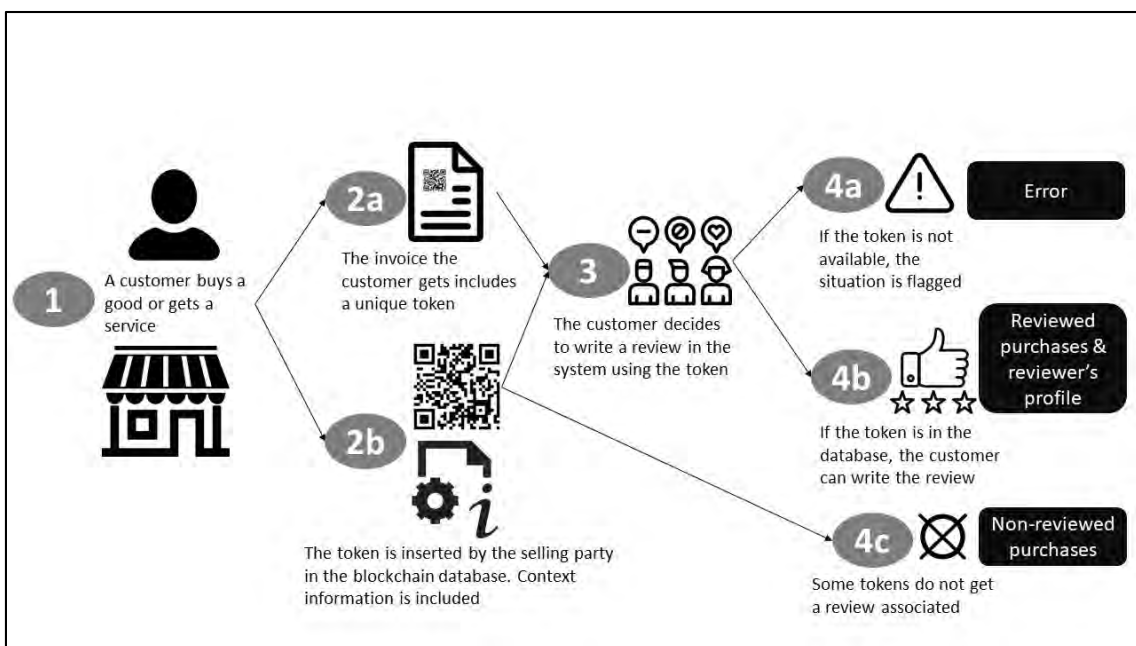 1
A customer buys a
good or gets a
service
2a
The invoice the
customer gets includes
a unique token
2b
i
The token is inserted by the selling party
in the blockchain database. Context
information is included
3
The customer decides
to write a review in the
system using the token
4a
Error
If the token is not
available, the
situation is flagged
4b
Reviewed
purchases &
reviewer's
profile
If the token is in the
database, the customer
can write the review
4c
Non-reviewed
purchases
Some tokens do not get
a review associated